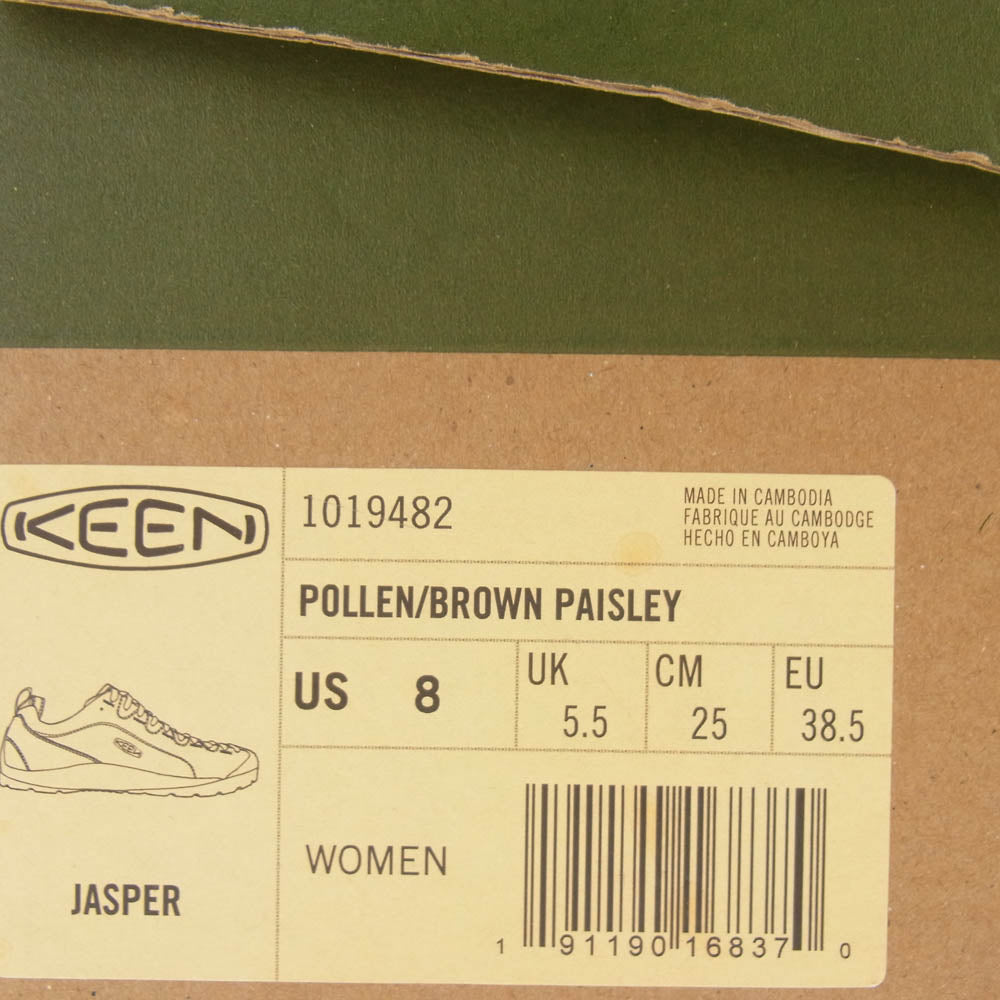 KEEN
1019482
MADE IN CAMBODIA
FABRIQUE AU CAMBODGE
HECHO EN CAMBOYA
POLLEN/BROWN PAISLEY
US 8
UK 5.5
CM 25
EU 38.5
WOMEN
JASPER
1 91190 16837 0